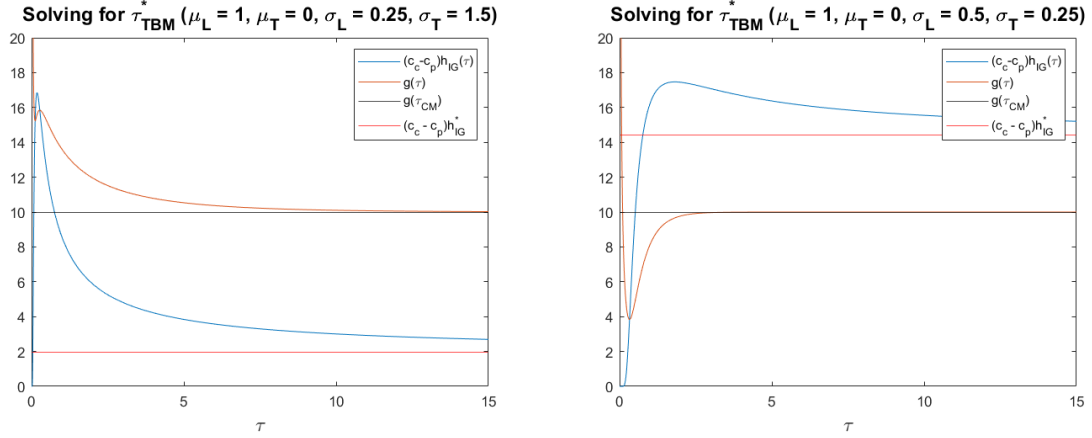 Solving for τ*TBM (μL = 1, μT = 0, σL = 0.25, σT = 1.5)
20
18
16
14
12
10
8
6
4
2
0
0
5
10
15
τ
(cc-cp)hIG(τ)
g(τ)
g(τCM)
(cc - cp)h*IG
Solving for τ*TBM (μL = 1, μT = 0, σL = 0.5, σT = 0.25)
20
18
16
14
12
10
8
6
4
2
0
0
5
10
15
τ
(cc-cp)hIG(τ)
g(τ)
g(τCM)
(cc - cp)h*IG